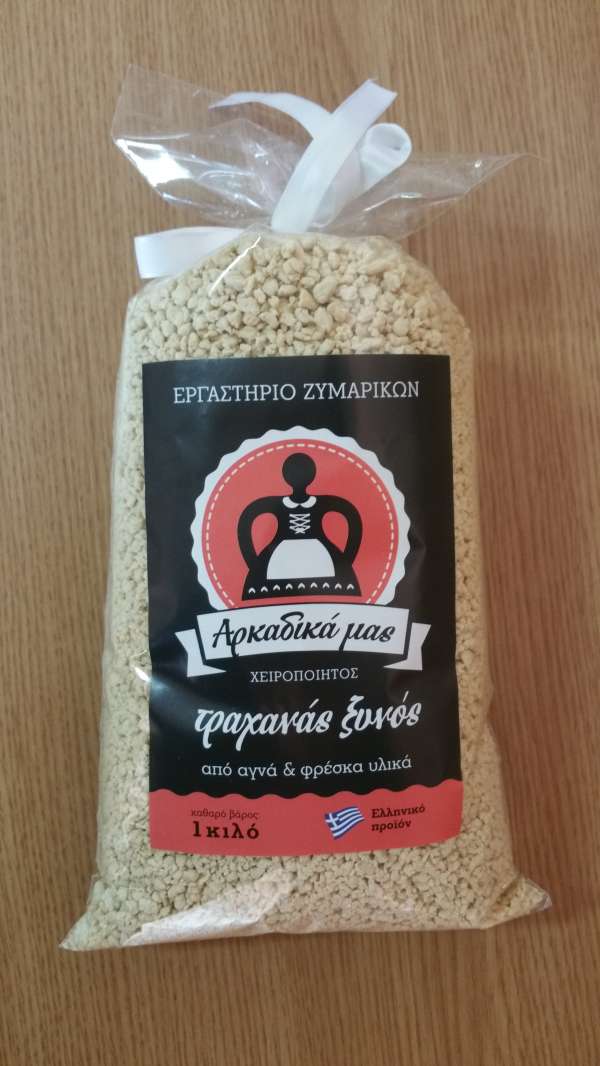 ΕΡΓΑΣΤΗΡΙΟ ΖΥΜΑΡΙΚΩΝ
Αρκαδικά μας
ΧΕΙΡΟΠΟΙΗΤΟΣ
τραχανάς ξυνός
από αγνά & φρέσκα υλικά
καθαρό βάρος
1 κιλό
Ελληνικό
προϊόν